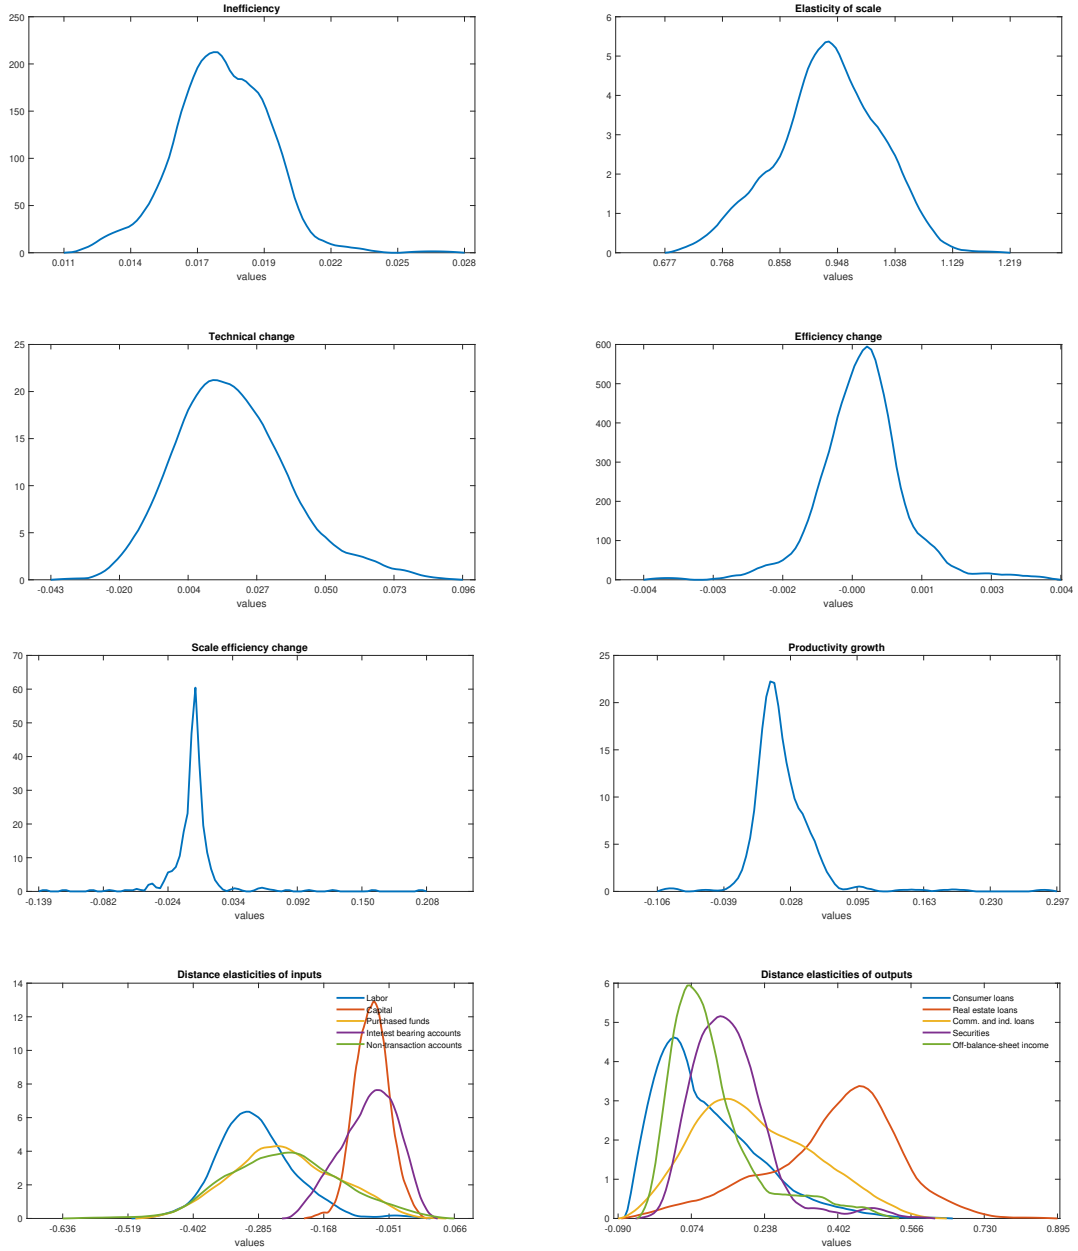 Inefficiency
250
200
150
100
50
0
0.011 0.014 0.017 0.019 0.022 0.025 0.028
values
Elasticity of scale
6
5
4
3
2
1
0
0.677 0.768 0.858 0.948 1.038 1.129 1.219
values
Technical change
25
20
15
10
5
0
-0.043 -0.020 0.004 0.027 0.050 0.073 0.096
values
Efficiency change
600
500
400
300
200
100
0
-0.004 -0.003 -0.002 -0.000 0.001 0.003 0.004
values
Scale efficiency change
70
60
50
40
30
20
10
0
-0.139 -0.082 -0.024 0.034 0.092 0.150 0.208
values
Productivity growth
25
20
15
10
5
0
-0.106 -0.039 0.028 0.095 0.163 0.230 0.297
values
Distance elasticities of inputs
14
12
10
8
6
4
2
0
Labor
Capital
Purchased funds
Interest bearing accounts
Non-transaction accounts
-0.636 -0.519 -0.402 -0.285 -0.168 -0.051 0.066
values
Distance elasticities of outputs
6
5
4
3
2
1
0
Consumer loans
Real estate loans
Comm. and ind. loans
Securities
Off-balance-sheet income
0.074 0.238 0.402 0.566 0.730 0.895
values